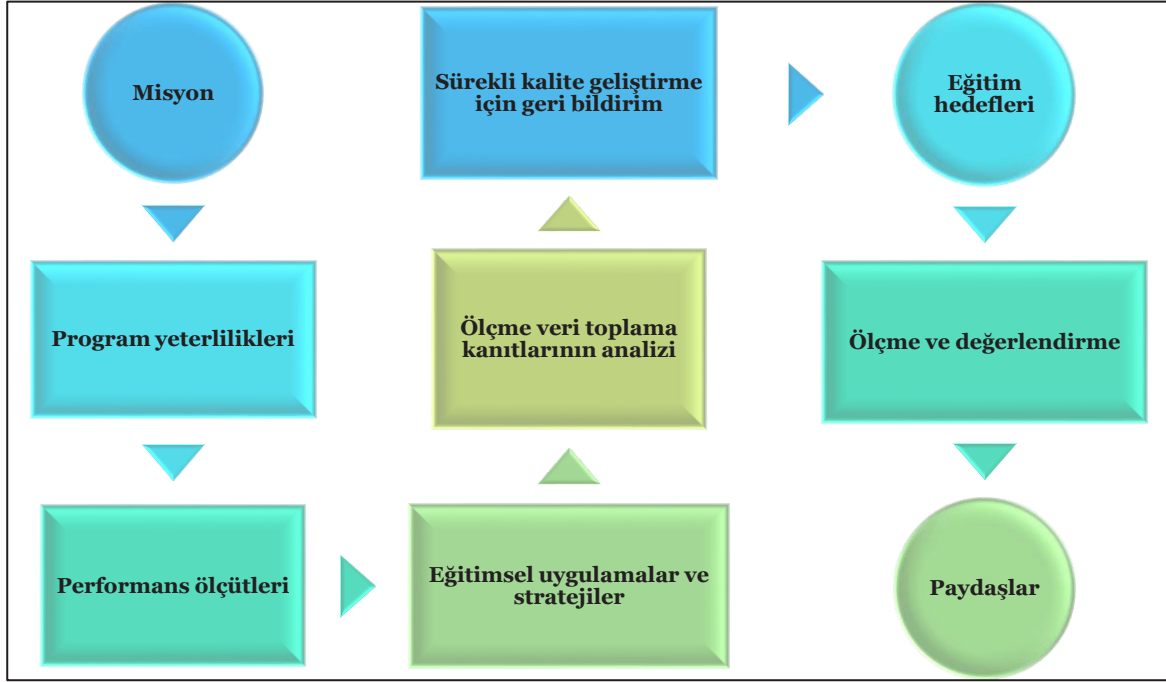 Misyon
Program yeterlilikleri
Performans ölçütleri
Eğitimsel uygulamalar ve
stratejiler
Ölçme veri toplama
kanıtlarının analizi
Sürekli kalite geliştirme
için geri bildirim
Eğitim
hedefleri
Ölçme ve değerlendirme
Paydaşlar